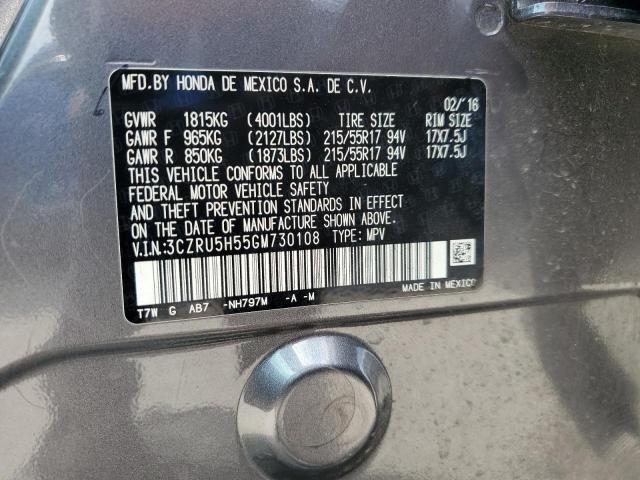 MFD.BY HONDA DE MEXICO S.A. DE C.V.
02/'16
GVWR 1815KG (4001LBS) TIRE SIZE RIM SIZE
GAWR F 965KG (2127LBS) 215/55R17 94V 17X7.5J
GAWR R 850KG (1873LBS) 215/55R17 94V 17X7.5J
THIS VEHICLE CONFORMS TO ALL APPLICABLE
FEDERAL MOTOR VEHICLE SAFETY
AND THEFT PREVENTION STANDARDS IN EFFECT
ON THE DATE OF MANUFACTURE SHOWN ABOVE.
V.I.N:3CZRU5H55GM730108 TYPE: MPV
T7W G AB7 -NH797M -A -M MADE IN MEXICO